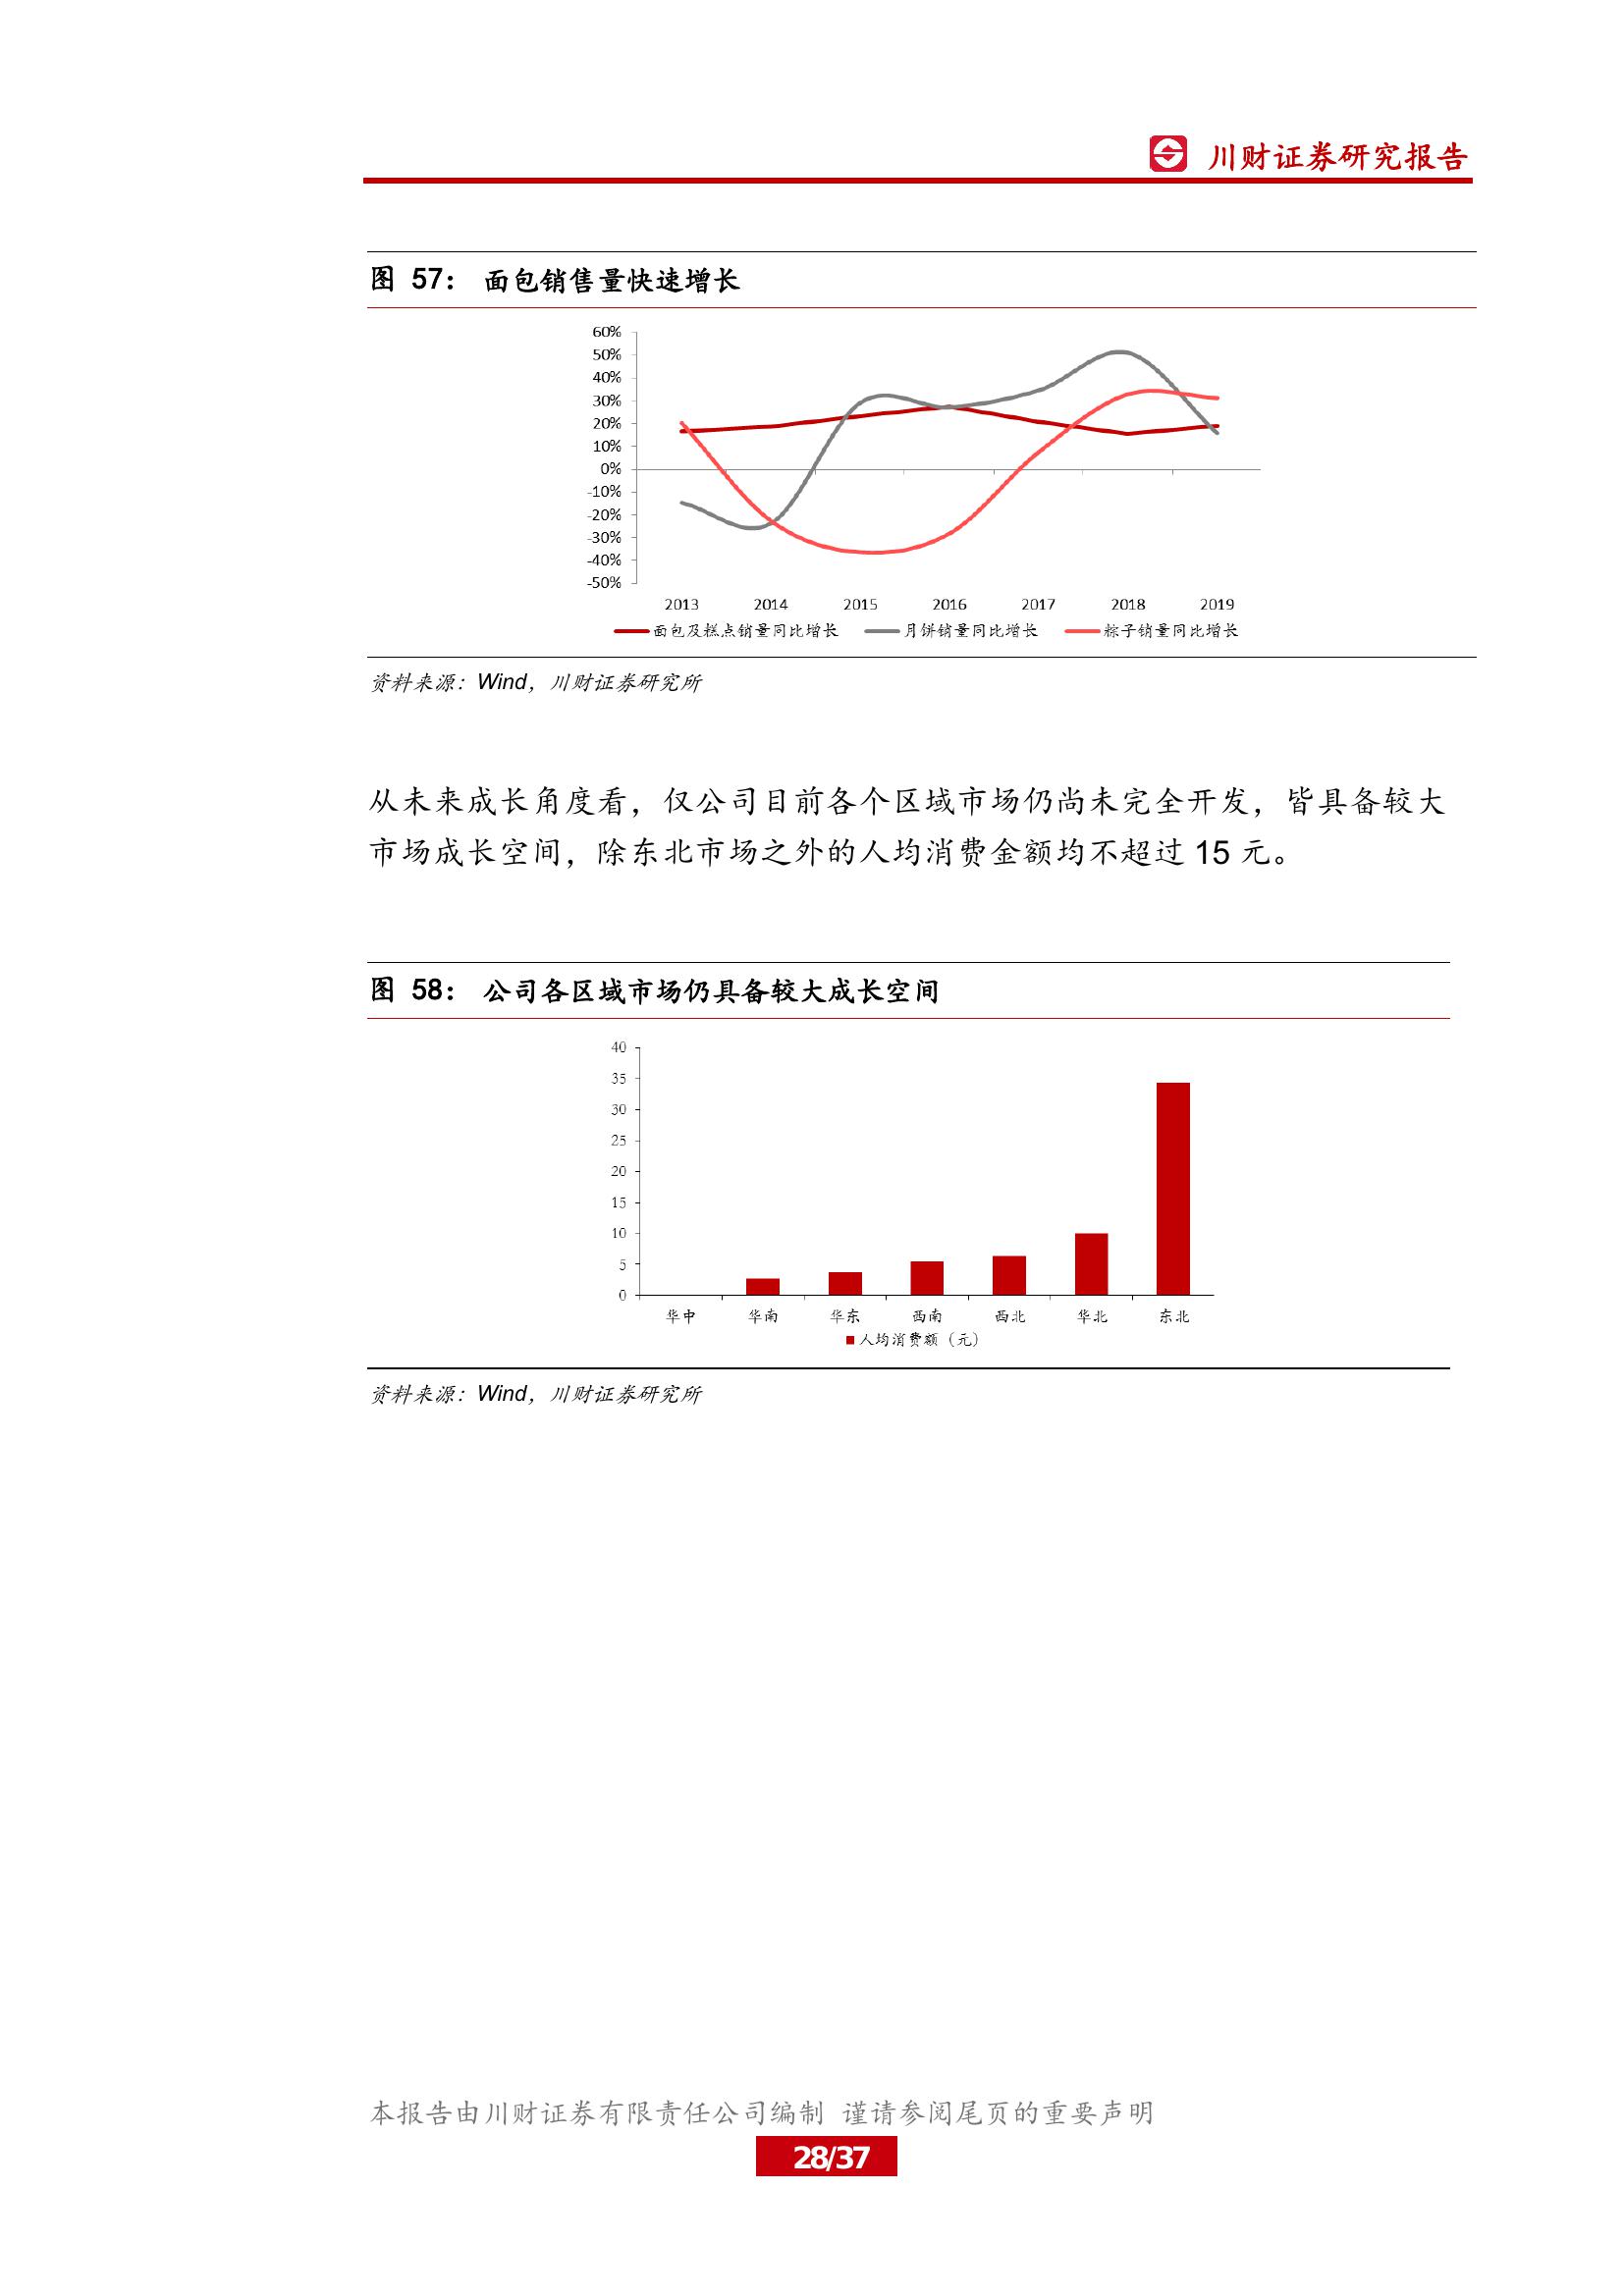 川财证券研究报告
图 57： 面包销售量快速增长
60%
50%
40%
30%
20%
10%
0%
-10%
-20%
-30%
-40%
-50%
2013 2014 2015 2016 2017 2018 2019
面包及糕点销量同比增长 月饼销量同比增长 粽子销量同比增长
资料来源：Wind，川财证券研究所
从未来成长角度看，仅公司目前各个区域市场仍尚未完全开发，皆具备较大
市场成长空间，除东北市场之外的人均消费金额均不超过 15 元。
图 58： 公司各区域市场仍具备较大成长空间
40
35
30
25
20
15
10
5
0
华中 华南 华东 西南 西北 华北 东北
人均消费额（元）
资料来源：Wind，川财证券研究所
本报告由川财证券有限责任公司编制 谨请参阅尾页的重要声明
28/37